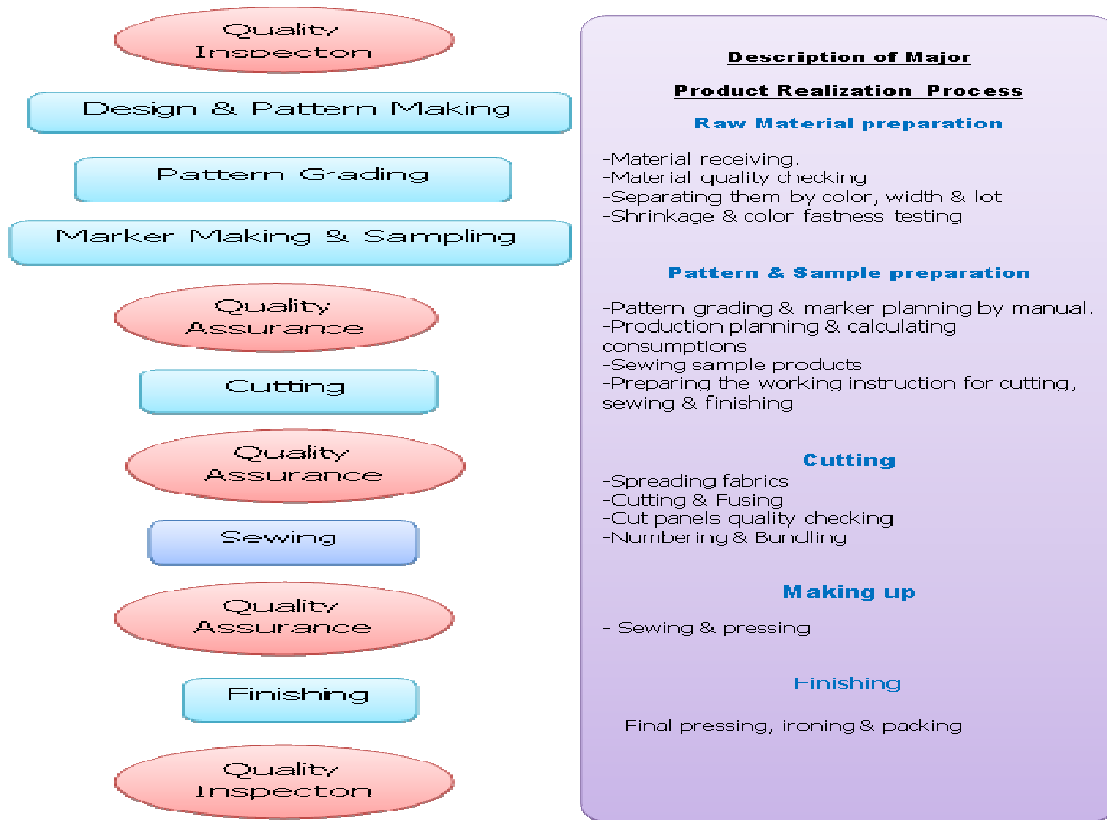 Quality
Inspecton
Design & Pattern Making
Pattern Grading
Marker Making & Sampling
Quality
Assurance
Cutting
Quality
Assurance
Sewing
Quality
Assurance
Finishing
Quality
Inspecton
Description of Major
Product Realization Process
Raw Material preparation
-Material receiving.
-Material quality checking
-Separating them by color, width & lot
-Shrinkage & color fastness testing
Pattern & Sample preparation
-Pattern grading & marker planning by manual.
-Production planning & calculating
consumptions
-Sewing sample products
-Preparing the working instruction for cutting,
sewing & finishing
Cutting
-Spreading fabrics
-Cutting & Fusing
-Cut panels quality checking
-Numbering & Bundling
Making up
- Sewing & pressing
Finishing
Final pressing, ironing & packing